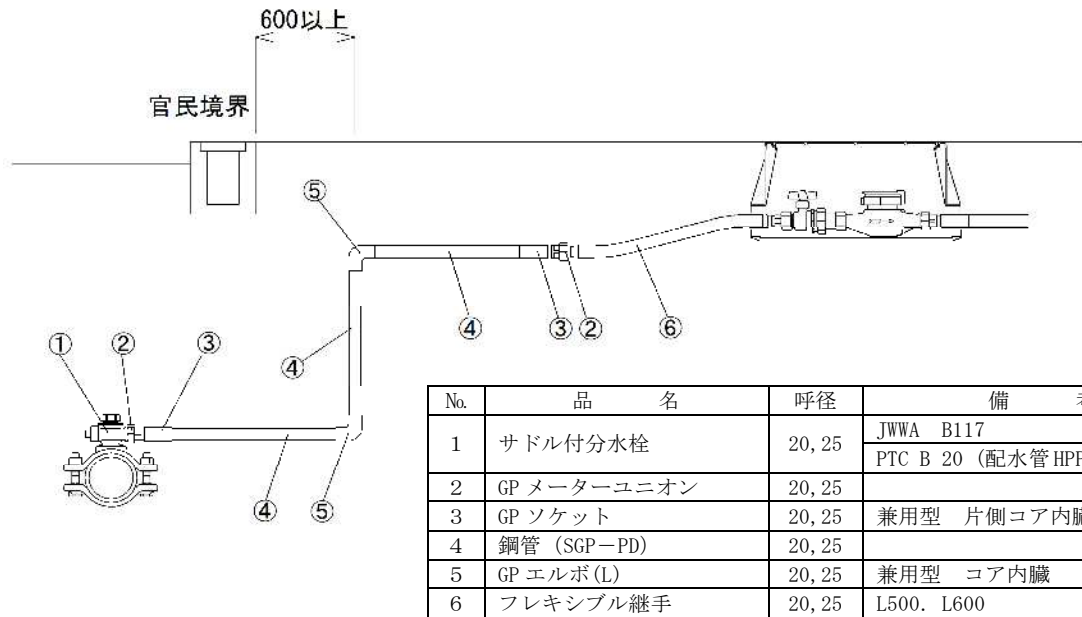 600以上
官民境界
⑤
④
③
②
⑥
①
②
③
④
④
⑤
No.
品 名
呼径
備
1
サドル付分水栓
20,25
JWWA B117
PTC B 20 (配水管HPP
2
GP メーターユニオン
20,25
3
GP ソケット
20,25
兼用型 片側コア内臓
4
鋼管 (SGP－PD)
20,25
5
GP エルボ(L)
20,25
兼用型 コア内臓
6
フレキシブル継手
20,25
L500. L600